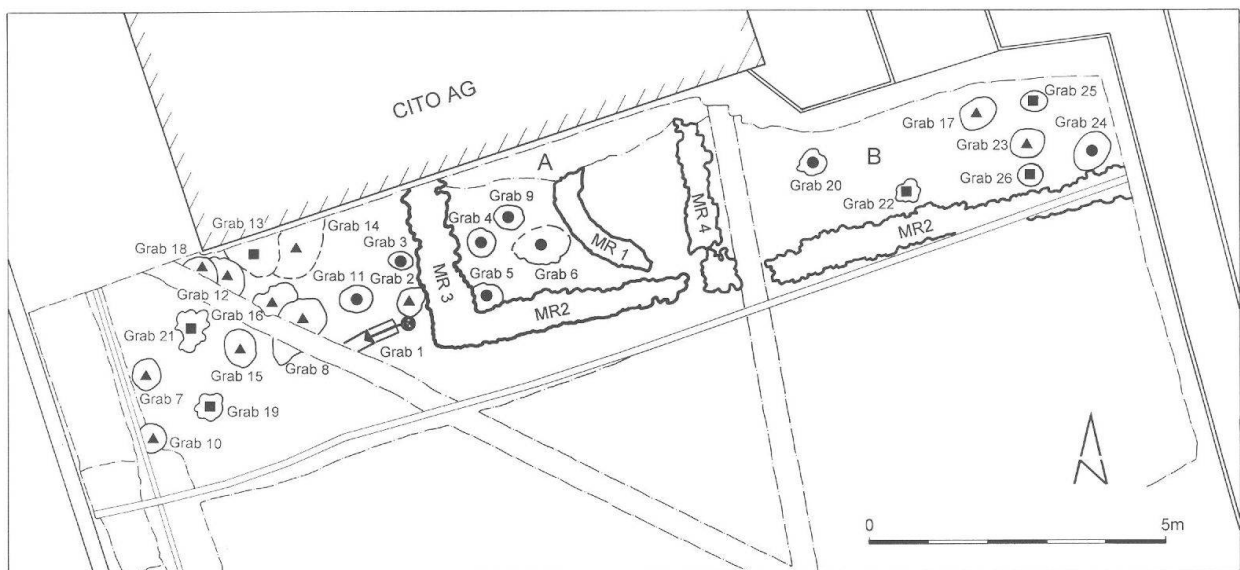 CITO AG
A
B
Grab 25
Grab 17
Grab 24
Grab 23
Grab 20
Grab 26
Grab 22
MR2
MR 4
Grab 9
Grab 4
MR 1
Grab 6
Grab 5
MR2
MR 3
Grab 13
Grab 14
Grab 18
Grab 3
Grab 11
Grab 2
Grab 12
Grab 16
Grab 21
Grab 1
Grab 15
Grab 8
Grab 7
Grab 19
Grab 10
0
5m